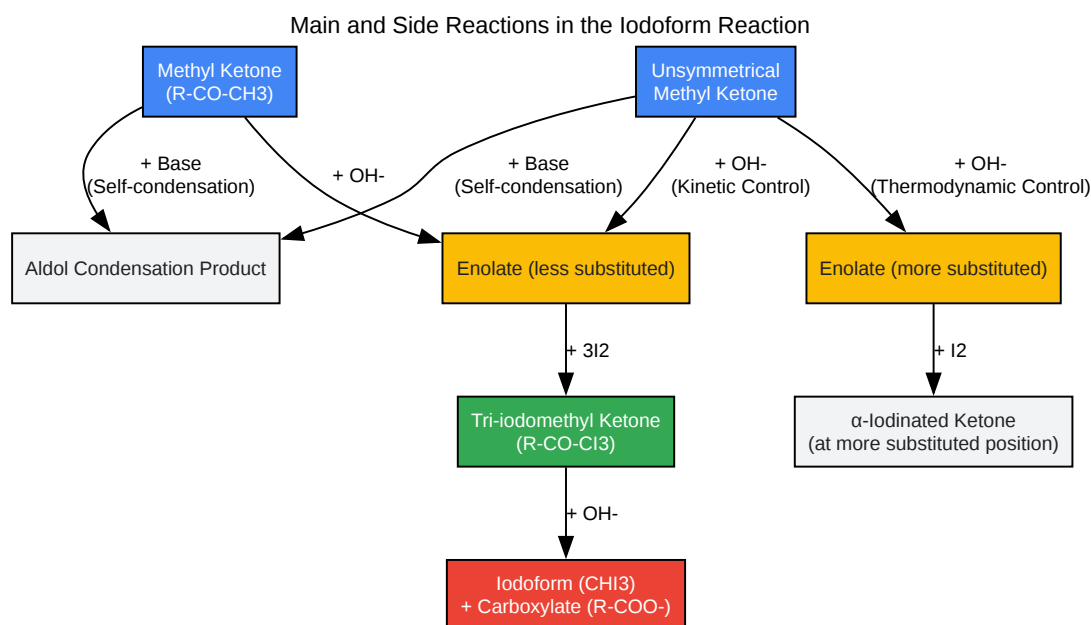 Main and Side Reactions in the Iodoform Reaction
Methyl Ketone
(R-CO-CH3)
Unsymmetrical
Methyl Ketone
+ Base
(Self-condensation)
+ OH-
+ Base
(Self-condensation)
+ OH-
(Kinetic Control)
+ OH-
(Thermodynamic Control)
Aldol Condensation Product
Enolate (less substituted)
Enolate (more substituted)
+ 3I2
+ I2
Tri-iodomethyl Ketone
(R-CO-CI3)
α-Iodinated Ketone
(at more substituted position)
+ OH-
Iodoform (CHI3)
+ Carboxylate (R-COO-)